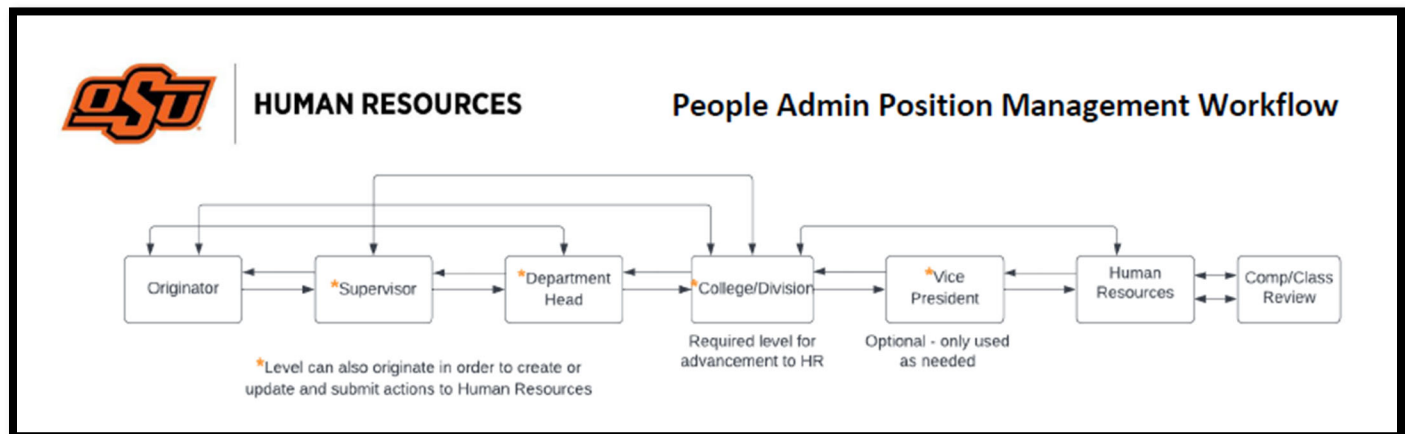 OSU
HUMAN RESOURCES
People Admin Position Management Workflow
Originator
*Supervisor
*Department
Head
*College/Division
*Vice
President
Human
Resources
Comp/Class
Review
Required level for
advancement to HR
Optional - only used
as needed
*Level can also originate in order to create or
update and submit actions to Human Resources